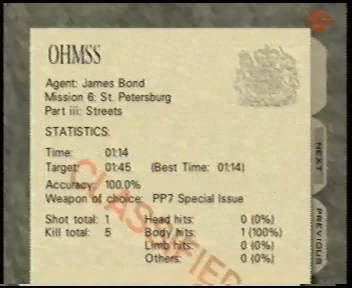 OHMSS
Agent: James Bond
Mission 6: St. Petersburg
Part iii: Streets
STATISTICS:
Time: 01:14
Target: 01:45 (Best Time: 01:14)
Accuracy: 100.0%
Weapon of choice: PP7 Special Issue
Shot total: 1 Head hits: 0 (0%)
Kill total: 5 Body hits: 1 (100%)
Limb hits: 0 (0%)
Others: 0 (0%)
CLASSIFIED
NEXT
PREVIOUS